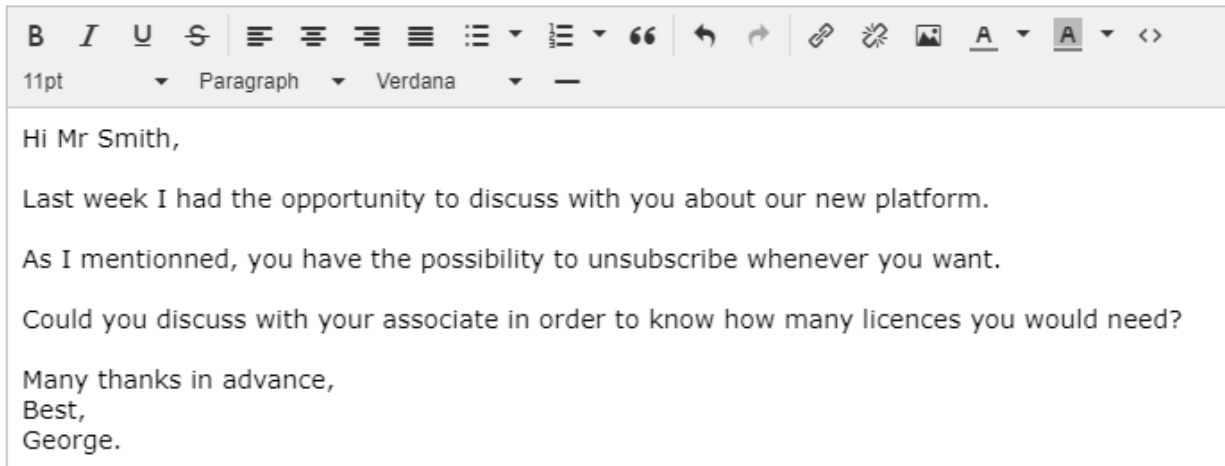 B I U S A A <>
11pt Paragraph Verdana
Hi Mr Smith,
Last week I had the opportunity to discuss with you about our new platform.
As I mentionned, you have the possibility to unsubscribe whenever you want.
Could you discuss with your associate in order to know how many licences you would need?
Many thanks in advance,
Best,
George.